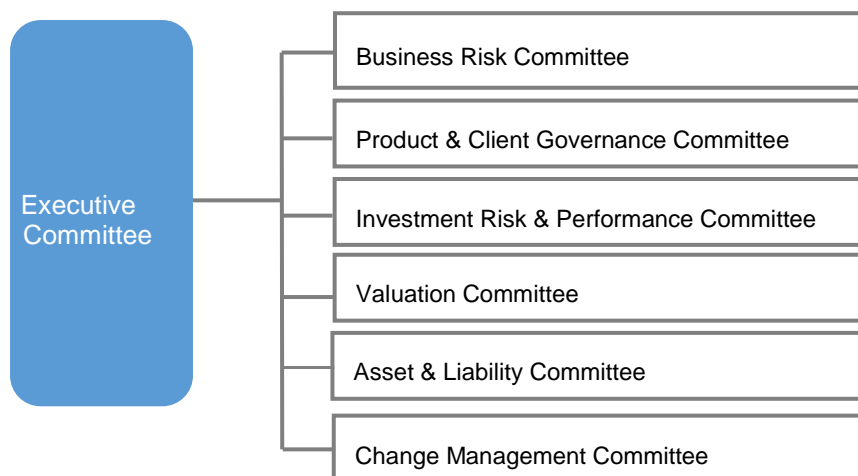 Executive
Committee
Business Risk Committee
Product & Client Governance Committee
Investment Risk & Performance Committee
Valuation Committee
Asset & Liability Committee
Change Management Committee